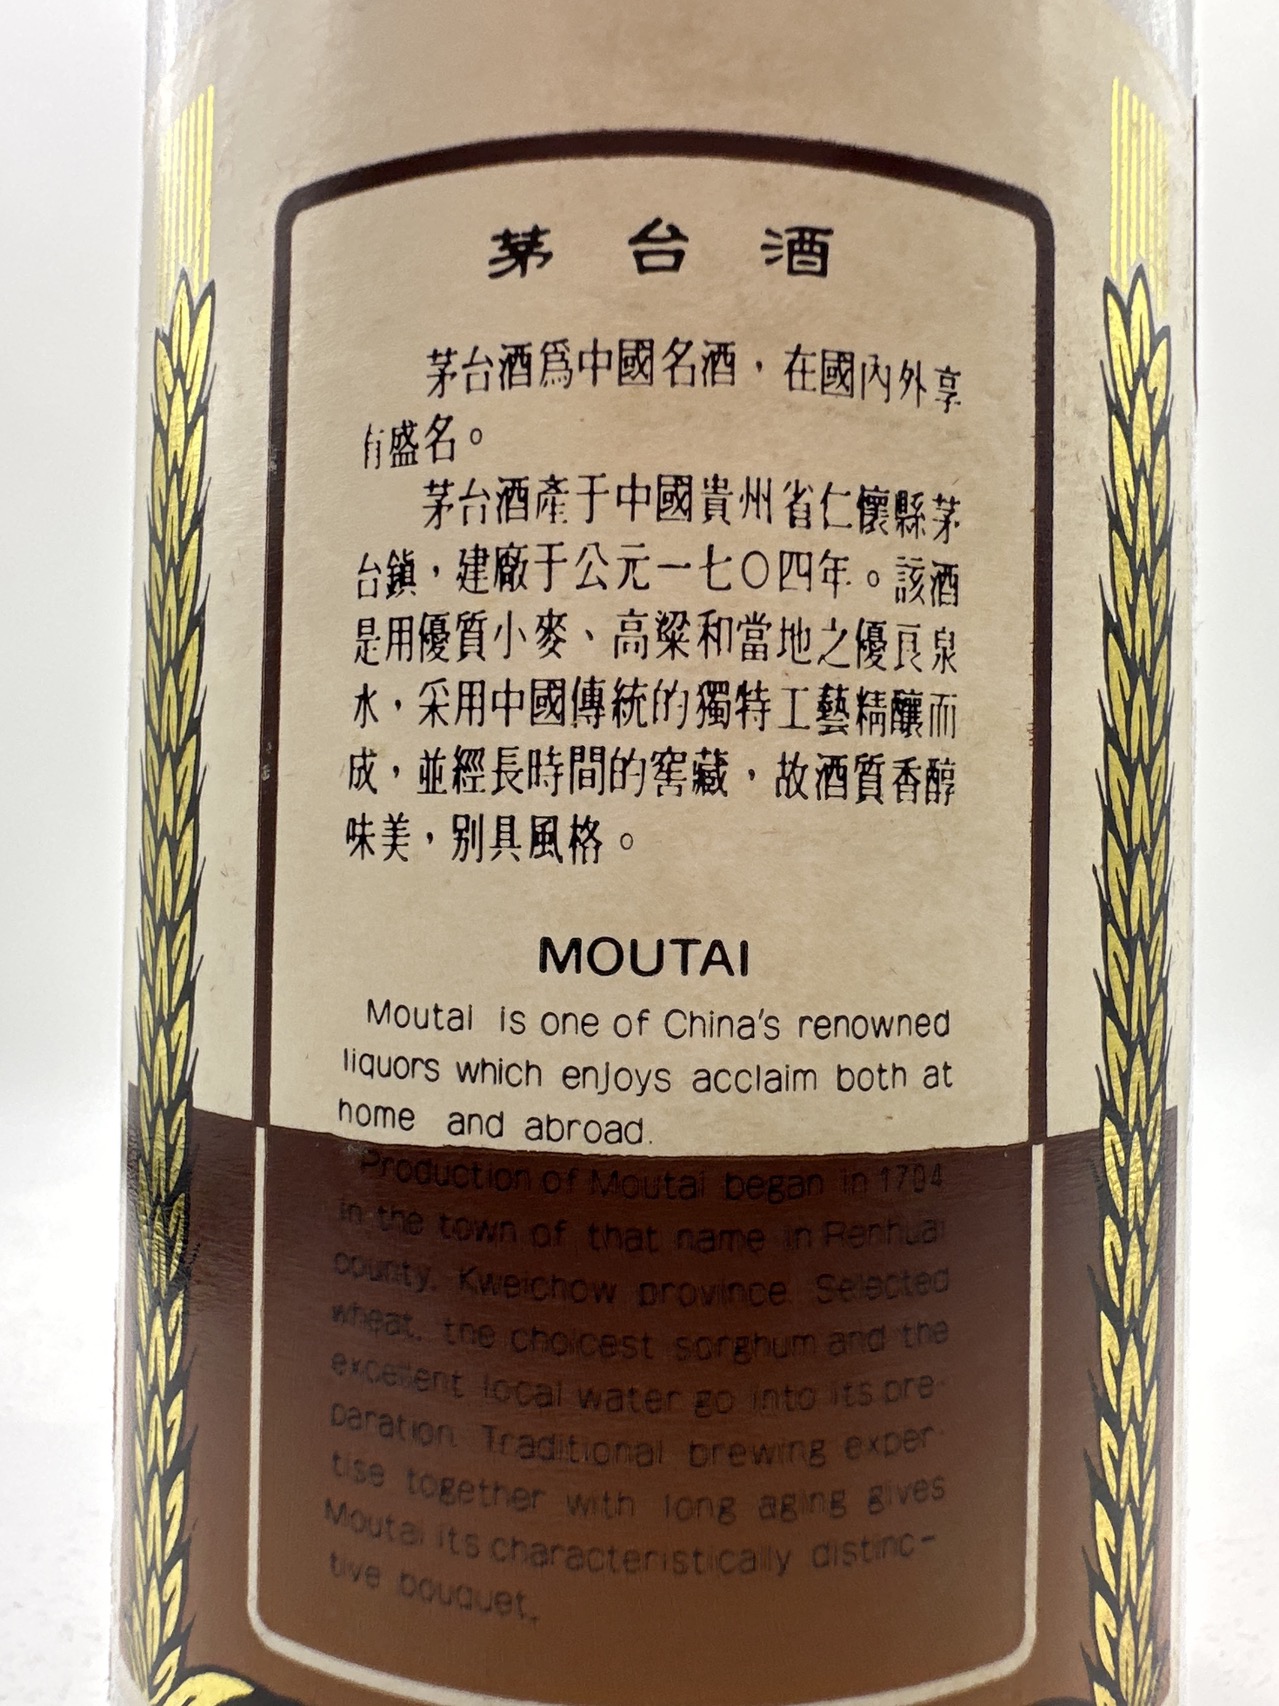 茅台酒
茅台酒爲中國名酒，在國內外享
有盛名。
茅台酒產于中國貴州省仁懷縣茅
台鎮，建廠于公元一七〇四年。該酒
是用優質小麥、高粱和當地之優良泉
水，采用中國傳統的獨特工藝精釀而
成，並經長時間的窖藏，故酒質香醇
味美，别具風格。
MOUTAI
Moutai is one of China's renowned
liquors which enjoys acclaim both at
home and abroad.
Production of Moutai began in 1704
in the town of that name in Renhuai
county, Kweichow province. Selected
wheat, the choicest sorghum and the
excellent local water go into its pre-
paration. Traditional brewing exper-
tise together with long aging gives
Moutai its characteristically distinc-
tive bouquet.